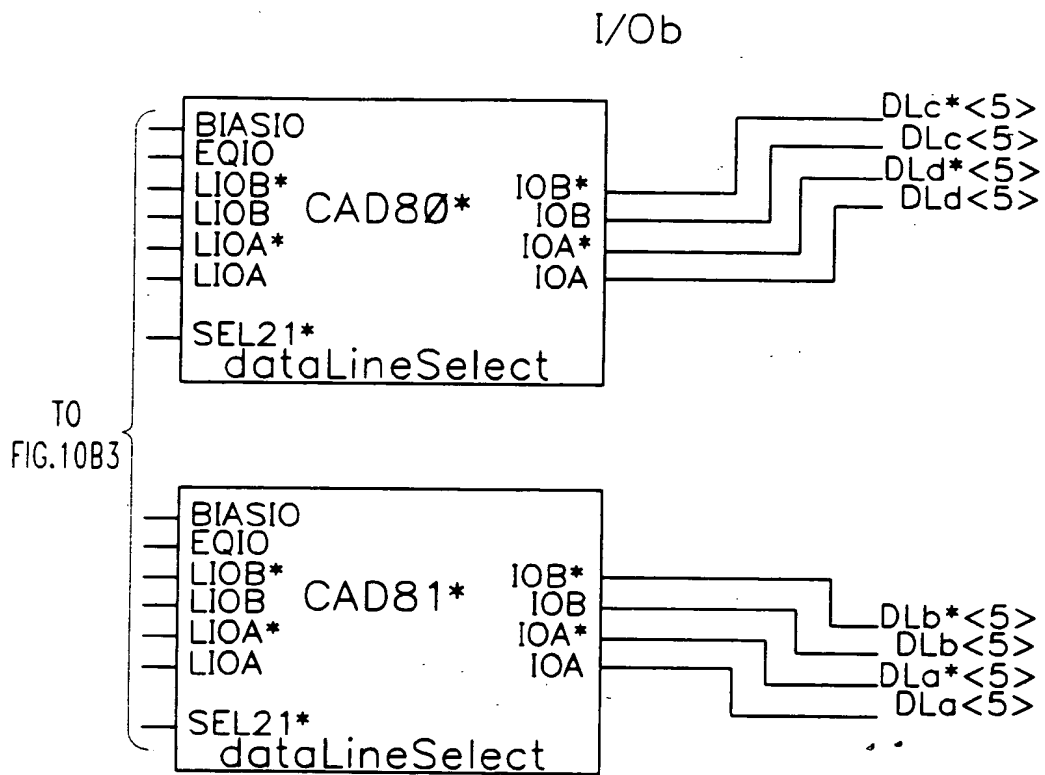 I/Ob
BIASIO
EQIO
LIOB*
LIOB
LIOA*
LIOA
SEL21*
CAD8Ø*
IOB*
IOB
IOA*
IOA
dataLineSelect
DLc*<5>
DLc<5>
DLd*<5>
DLd<5>
TO
FIG.10B3
BIASIO
EQIO
LIOB*
LIOB
LIOA*
LIOA
SEL21*
CAD81*
IOB*
IOB
IOA*
IOA
dataLineSelect
DLb*<5>
DLb<5>
DLa*<5>
DLa<5>